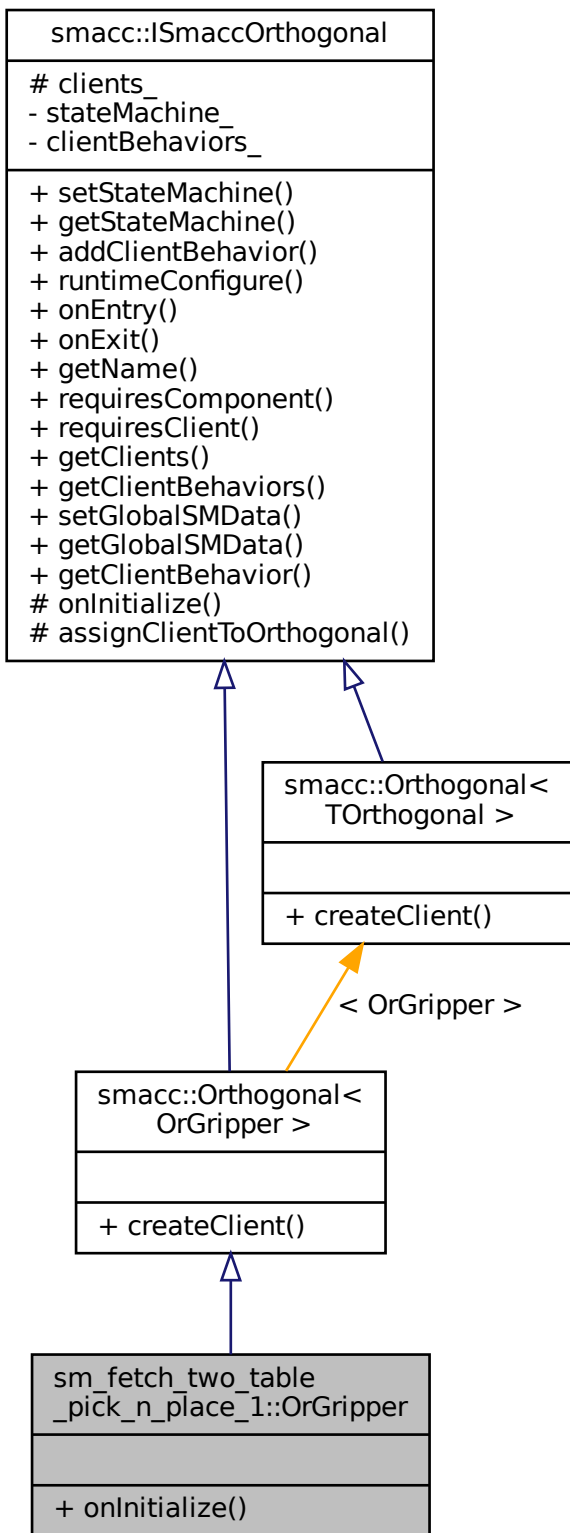 smacc::ISmaccOrthogonal
# clients_
- stateMachine_
- clientBehaviors_
+ setStateMachine()
+ getStateMachine()
+ addClientBehavior()
+ runtimeConfigure()
+ onEntry()
+ onExit()
+ getName()
+ requiresComponent()
+ requiresClient()
+ getClients()
+ getClientBehaviors()
+ setGlobalSMData()
+ getGlobalSMData()
+ getClientBehavior()
# onInitialize()
# assignClientToOrthogonal()
smacc::Orthogonal<
TOrthogonal >
+ createClient()
< OrGripper >
smacc::Orthogonal<
OrGripper >
+ createClient()
sm_fetch_two_table
_pick_n_place_1::OrGripper
+ onInitialize()